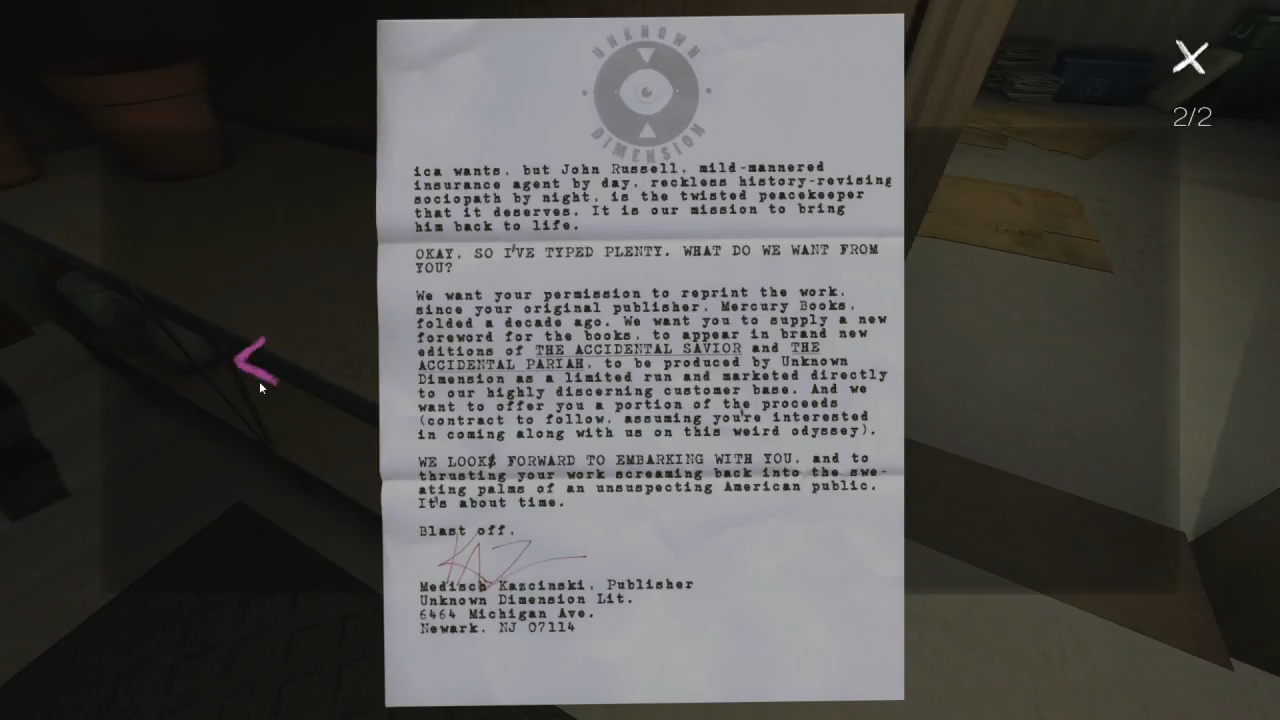 UNKNOWN
DIMENSION
2/2
ica wants, but John Russell, mild-mannered
insurance agent by day, reckless history-revising
sociopath by night, is the twisted peacekeeper
that it deserves. It is our mission to bring
him back to life.
OKAY, SO I'VE TYPED PLENTY. WHAT DO WE WANT FROM
YOU?
We want your permission to reprint the work,
since your original publisher, Mercury Books,
folded a decade ago. We want you to supply a new
foreword for the books, to appear in brand new
editions of THE ACCIDENTAL SAVIOR and THE
ACCIDENTAL PARIAH, to be produced by Unknown
Dimension as a limited run and marketed directly
to our highly discerning customer base. And we
want to offer you a portion of the proceeds
(contract to follow, assuming you're interested
in coming along with us on this weird odyssey).
WE LOOK$ FORWARD TO EMBARKING WITH YOU, and to
thrusting your work screaming back into the swe-
ating palms of an unsuspecting American public.
It's about time.
Blast off,
KAZ
Medisch Kazcinski, Publisher
Unknown Dimension Lit.
6464 Michigan Ave.
Newark, NJ 07114